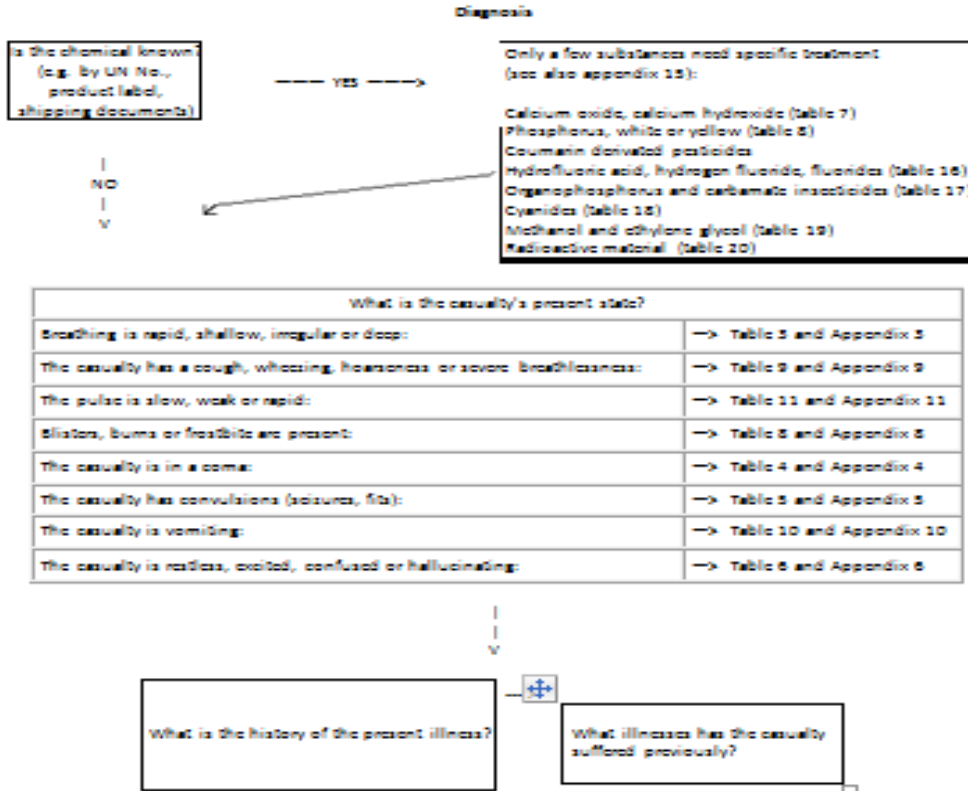 Diagnosis
Is the chemical known?
(e.g. by UN No.,
product label,
shipping documents)
——— YES ———>
Only a few substances need specific treatment
(see also appendix 15):
Calcium oxide, calcium hydroxide (table 7)
Phosphorus, white or yellow (table 8)
Coumarin derivated pesticides
Hydrofluoric acid, hydrogen fluoride, fluorides (table 16)
Organophosphorus and carbamate insecticides (table 17)
Cyanides (table 18)
Methanol and ethylene glycol (table 19)
Radioactive material (table 20)
|
NO
|
V
What is the casualty's present state?
Breathing is rapid, shallow, irregular or deep: —> Table 3 and Appendix 3
The casualty has a cough, wheezing, hoarseness or severe breathlessness: —> Table 9 and Appendix 9
The pulse is slow, weak or rapid: —> Table 11 and Appendix 11
Blisters, burns or frostbite are present: —> Table 8 and Appendix 8
The casualty is in a coma: —> Table 4 and Appendix 4
The casualty has convulsions (seizures, fits): —> Table 5 and Appendix 5
The casualty is vomiting: —> Table 10 and Appendix 10
The casualty is restless, excited, confused or hallucinating: —> Table 6 and Appendix 6
|
|
V
What is the history of the present illness?
What illnesses has the casualty
suffered previously?